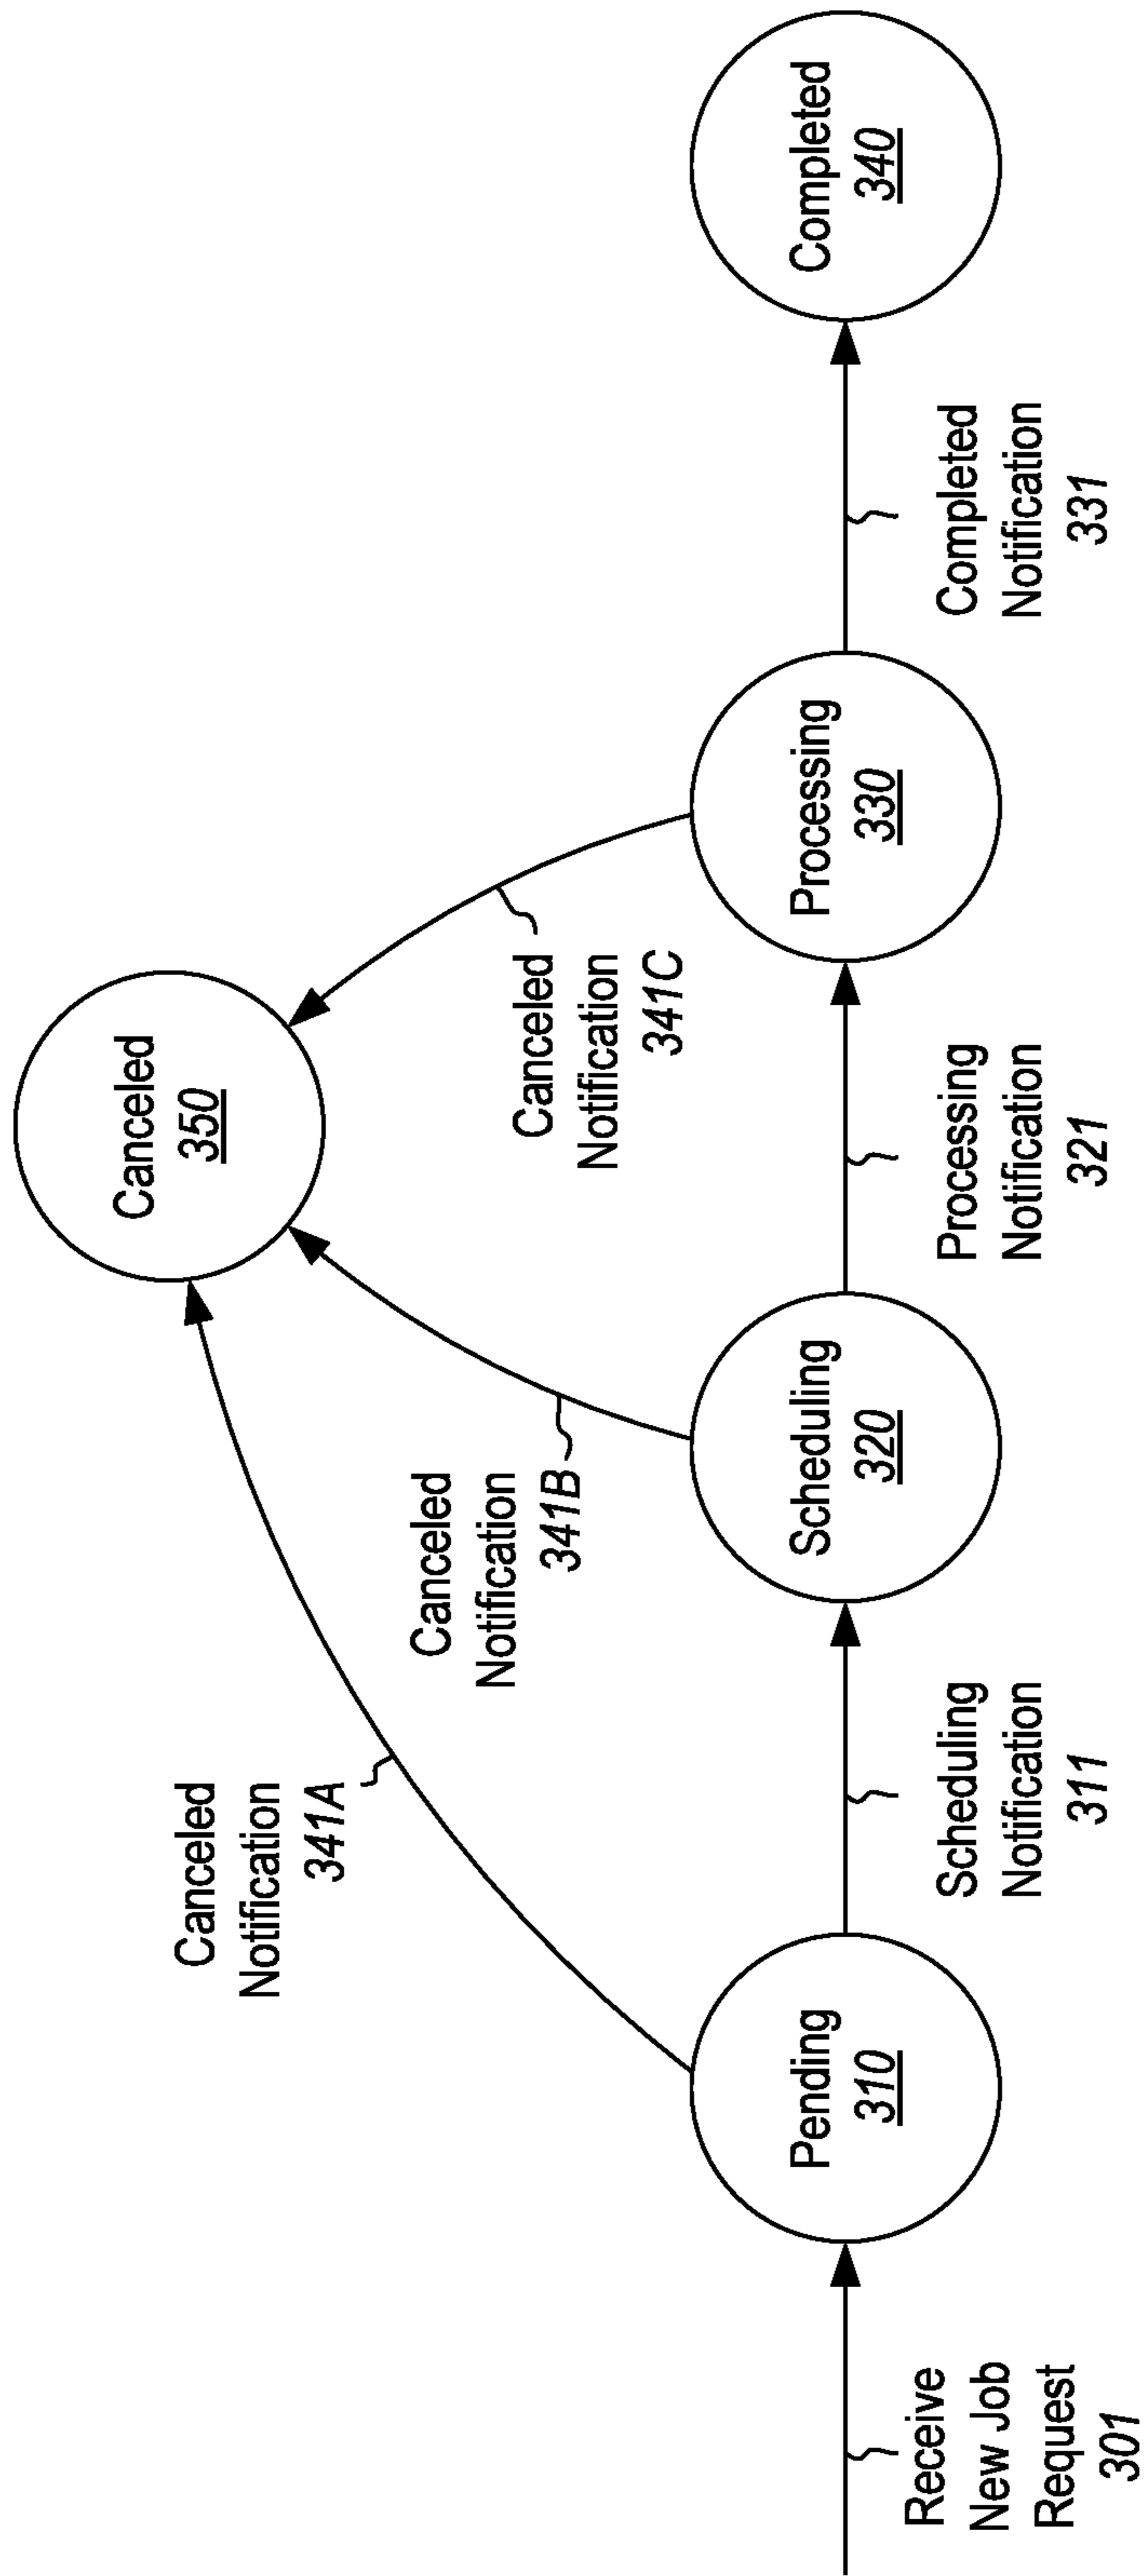 Canceled
350
Canceled
Notification
341A
Canceled
Notification
341B
Canceled
Notification
341C
Receive
New Job
Request
301
Pending
310
Scheduling
Notification
311
Scheduling
320
Processing
Notification
321
Processing
330
Completed
Notification
331
Completed
340